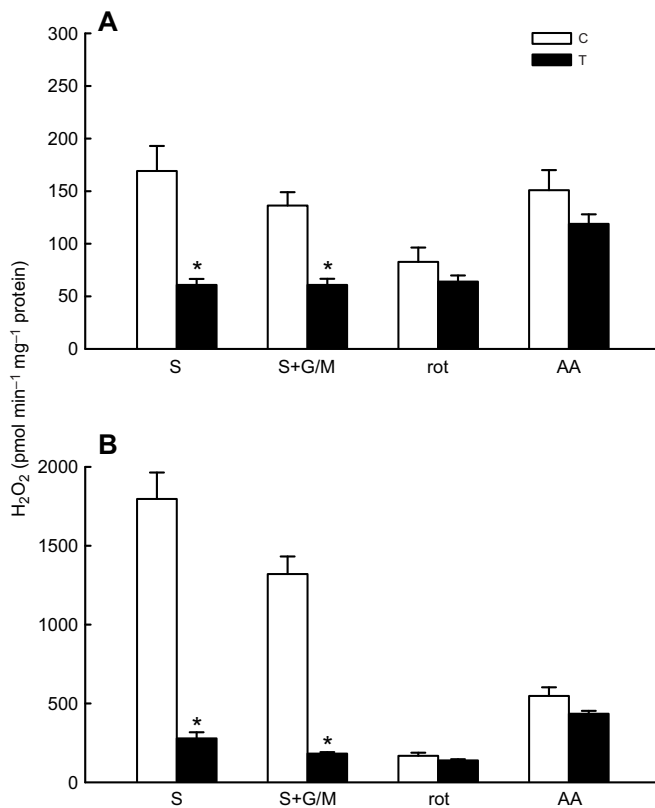 A
C
T
300
250
200
150
100
50
0
*
*
S
S+G/M
rot
AA
H₂O₂ (pmol min⁻¹ mg⁻¹ protein)
B
2000
1500
1000
500
0
*
*
S
S+G/M
rot
AA